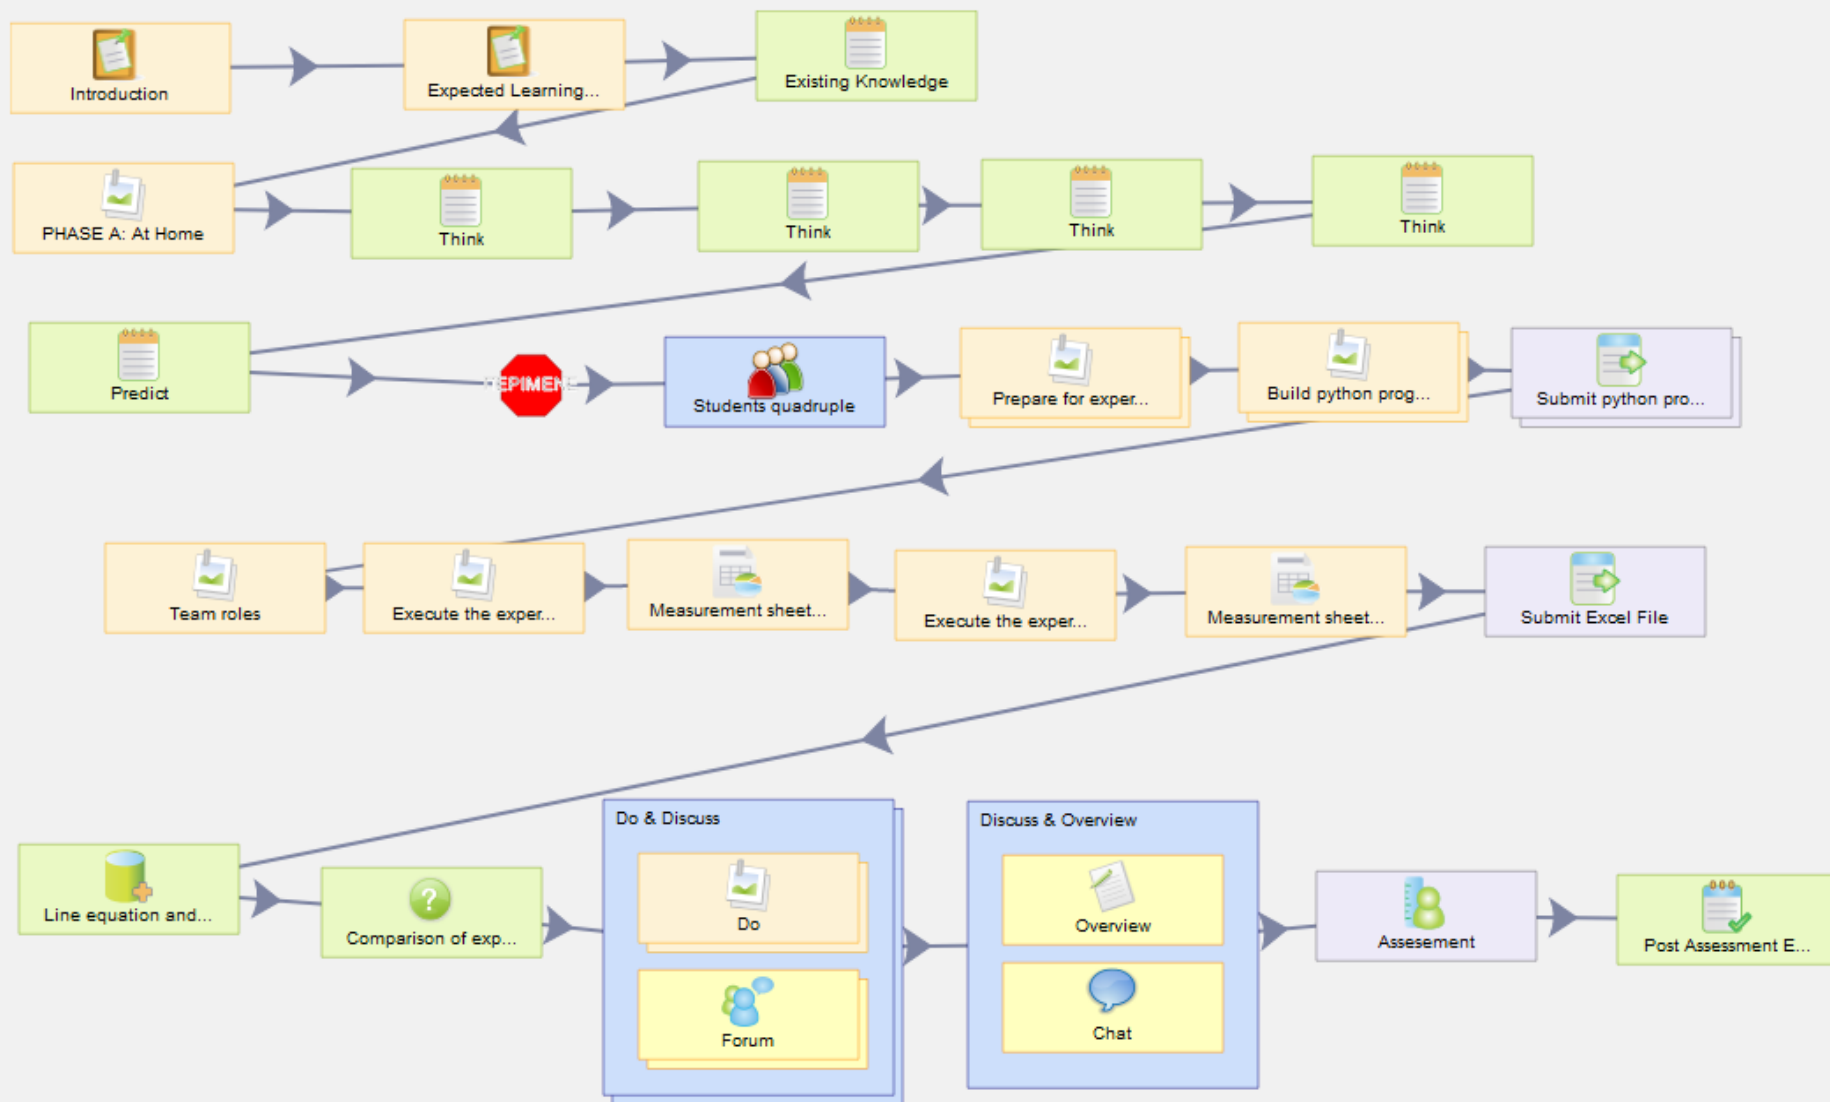 Introduction
Expected Learning...
Existing Knowledge
PHASE A: At Home
Think
Think
Think
Think
Predict
Students quadruple
Prepare for exper...
Build python prog...
Submit python pro...
Team roles
Execute the exper...
Measurement sheet...
Execute the exper...
Measurement sheet...
Submit Excel File
Line equation and...
Comparison of exp...
Do & Discuss
Do
Forum
Discuss & Overview
Overview
Chat
Assesement
Post Assessment E...